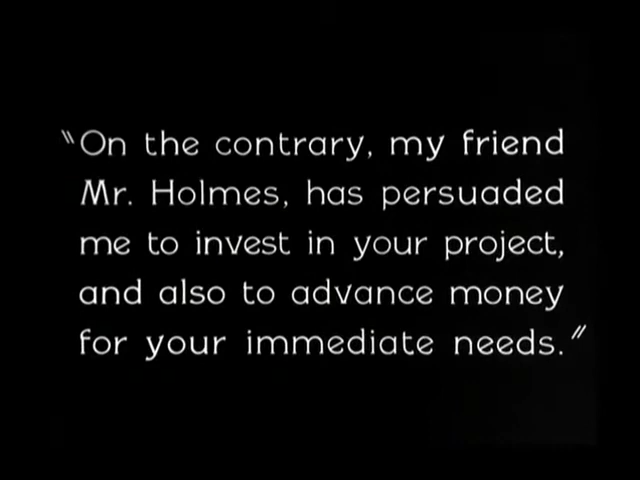 "On the contrary, my friend
Mr. Holmes, has persuaded
me to invest in your project,
and also to advance money
for your immediate needs."